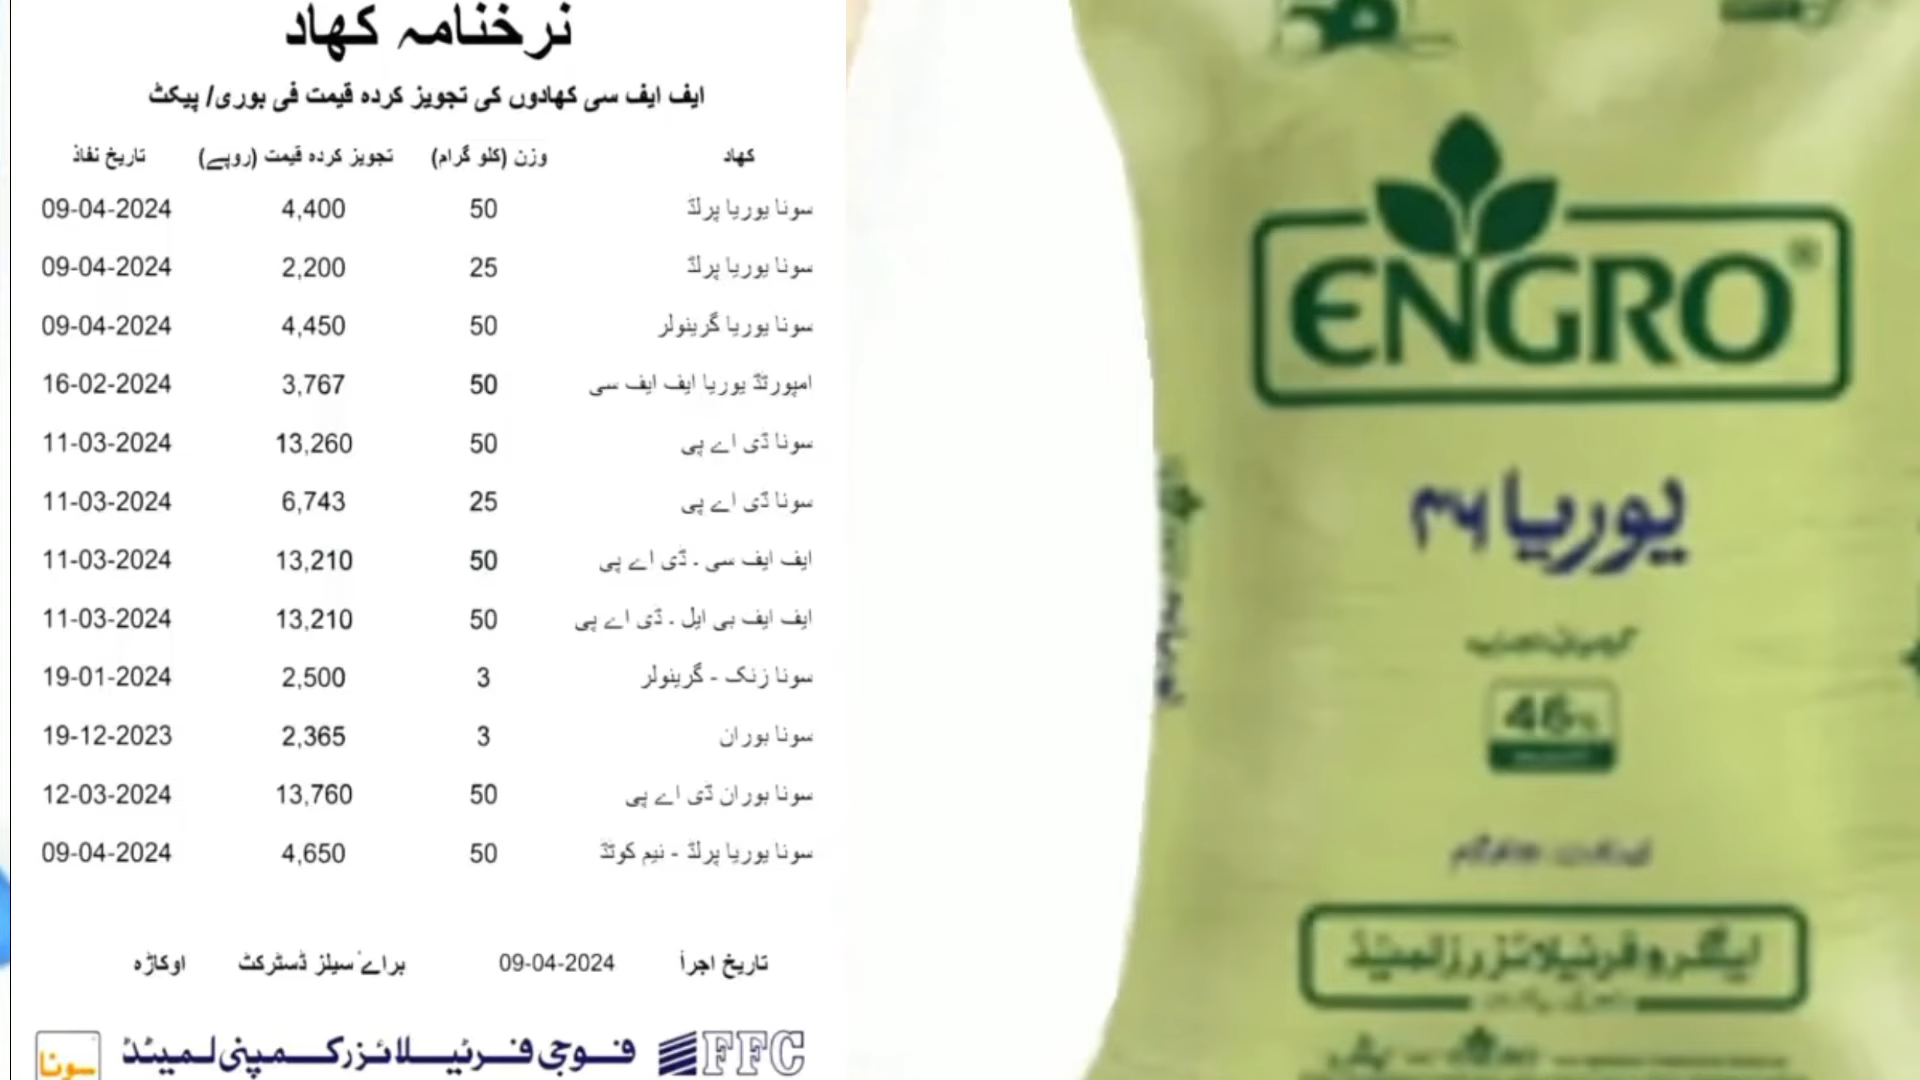 نرخنامہ کھاد
ایف ایف سی کھادوں کی تجویز کردہ قیمت فی بوری/ پیکٹ
کھاد وزن (کلو گرام) تجویز کردہ قیمت (روپے) تاریخ نفاذ
سونا یوریا پرلڈ 50 4,400 09-04-2024
سونا یوریا پرلڈ 25 2,200 09-04-2024
سونا یوریا گرینولر 50 4,450 09-04-2024
امپورٹڈ یوریا ایف ایف سی 50 3,767 16-02-2024
سونا ڈی اے پی 50 13,260 11-03-2024
سونا ڈی اے پی 25 6,743 11-03-2024
ایف ایف سی ۔ ڈی اے پی 50 13,210 11-03-2024
ایف ایف بی ایل ۔ ڈی اے پی 50 13,210 11-03-2024
سونا زنک - گرینولر 3 2,500 19-01-2024
سونا بوران 3 2,365 19-12-2023
سونا بوران ڈی اے پی 50 13,760 12-03-2024
سونا یوریا پرلڈ - نیم کوٹڈ 50 4,650 09-04-2024
تاریخ اجرأ 09-04-2024 براۓ سیلز ڈسٹرکٹ اوکاڑہ
FFC فوجی فرٹیلائزر کمپنی لمیٹڈ
سونا
ENGRO®
یوریا ۴۶
46%
اینگرو فرٹیلائزرز لمیٹڈ